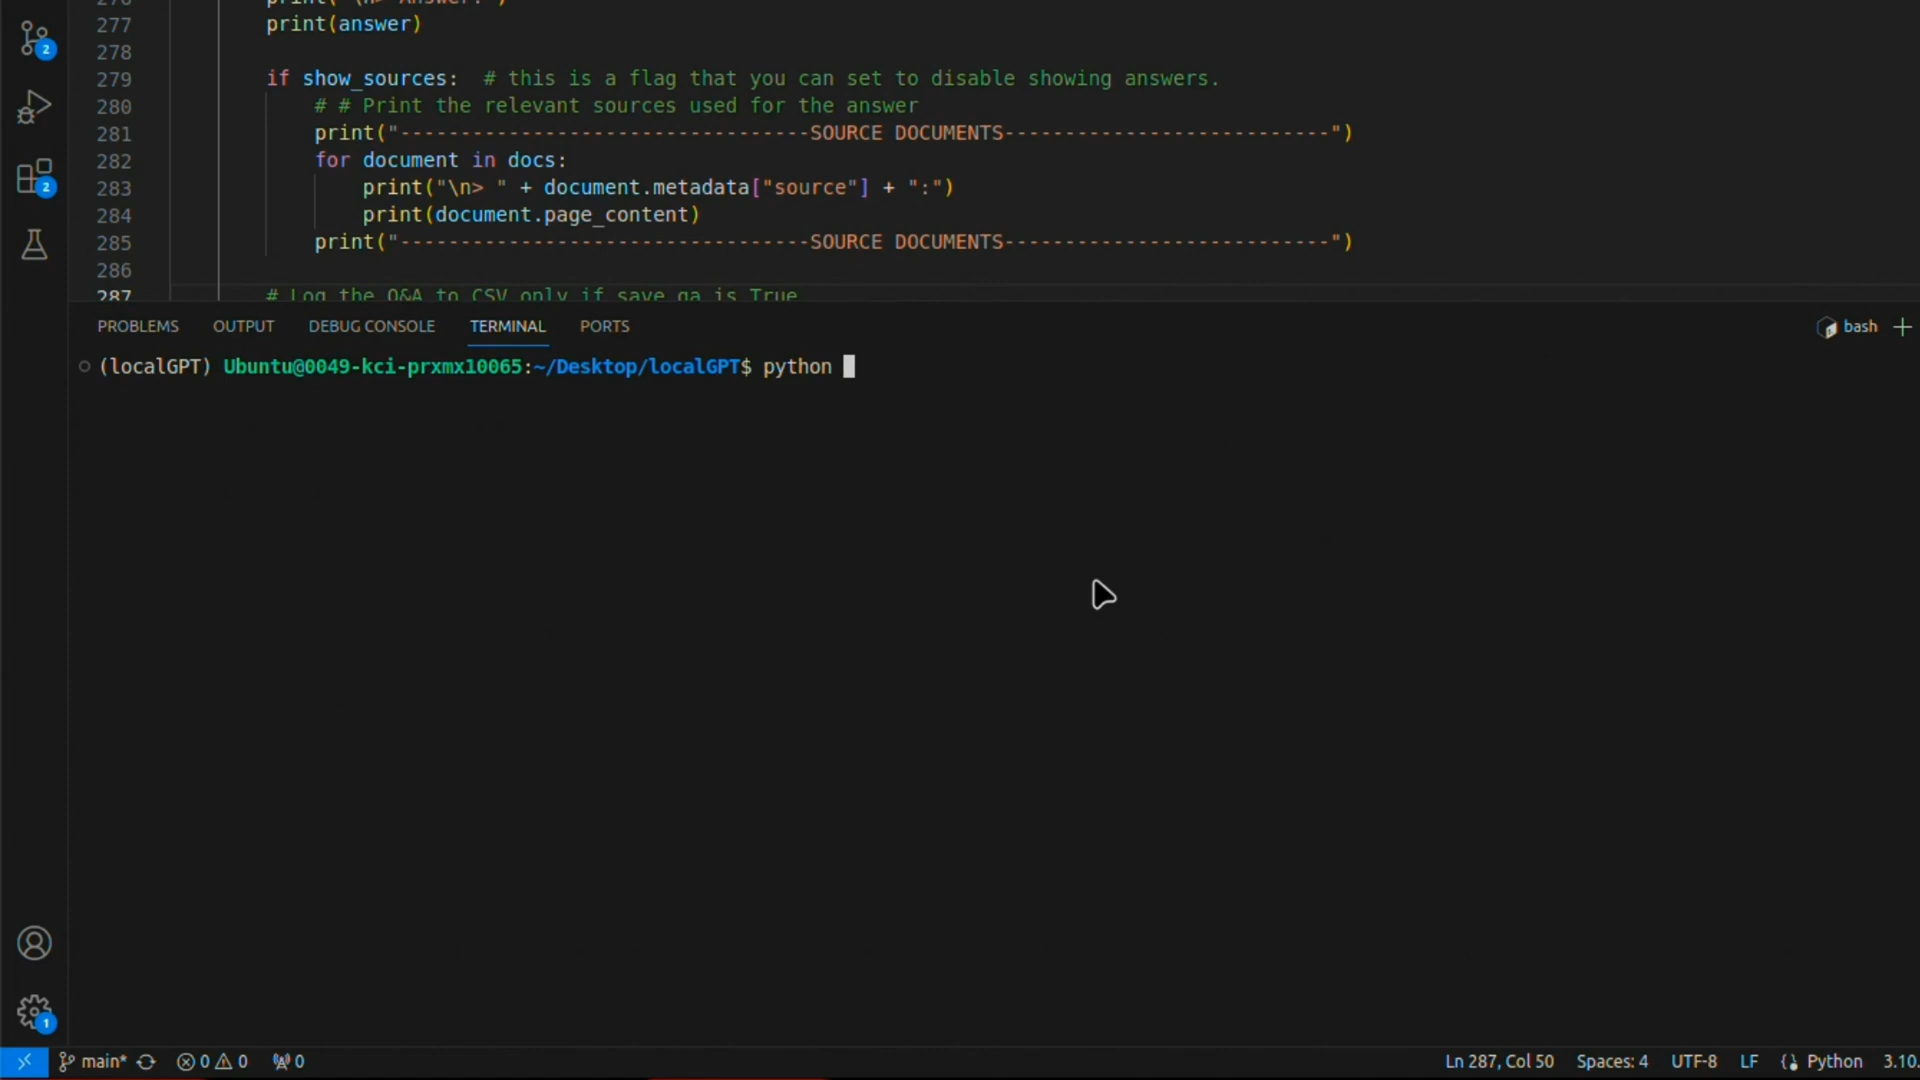 276 print("\n> Answer:")
277 print(answer)
278
279 if show_sources:  # this is a flag that you can set to disable showing answers.
280 # # Print the relevant sources used for the answer
281 print("----------------------------------SOURCE DOCUMENTS---------------------------")
282 for document in docs:
283 print("\n> " + document.metadata["source"] + ":")
284 print(document.page_content)
285 print("----------------------------------SOURCE DOCUMENTS---------------------------")
286
287 # Log the Q&A to CSV only if save_qa is True
PROBLEMS OUTPUT DEBUG CONSOLE TERMINAL PORTS bash
(localGPT) Ubuntu@0049-kci-prxmx10065:~/Desktop/localGPT$ python
2
2
1
main* 0 0 0 Ln 287, Col 50 Spaces: 4 UTF-8 LF Python 3.10.